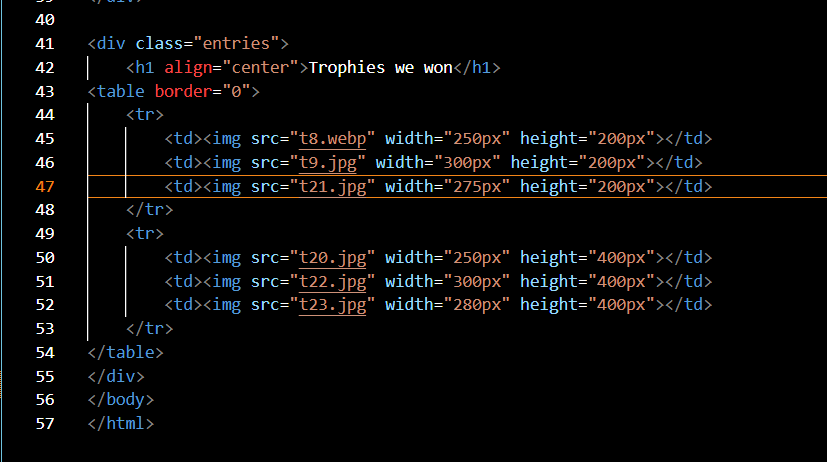 39 </div>
40
41 <div class="entries">
42     <h1 align="center">Trophies we won</h1>
43 <table border="0">
44     <tr>
45         <td><img src="t8.webp" width="250px" height="200px"></td>
46         <td><img src="t9.jpg" width="300px" height="200px"></td>
47         <td><img src="t21.jpg" width="275px" height="200px"></td>
48     </tr>
49     <tr>
50         <td><img src="t20.jpg" width="250px" height="400px"></td>
51         <td><img src="t22.jpg" width="300px" height="400px"></td>
52         <td><img src="t23.jpg" width="280px" height="400px"></td>
53     </tr>
54 </table>
55 </div>
56 </body>
57 </html>